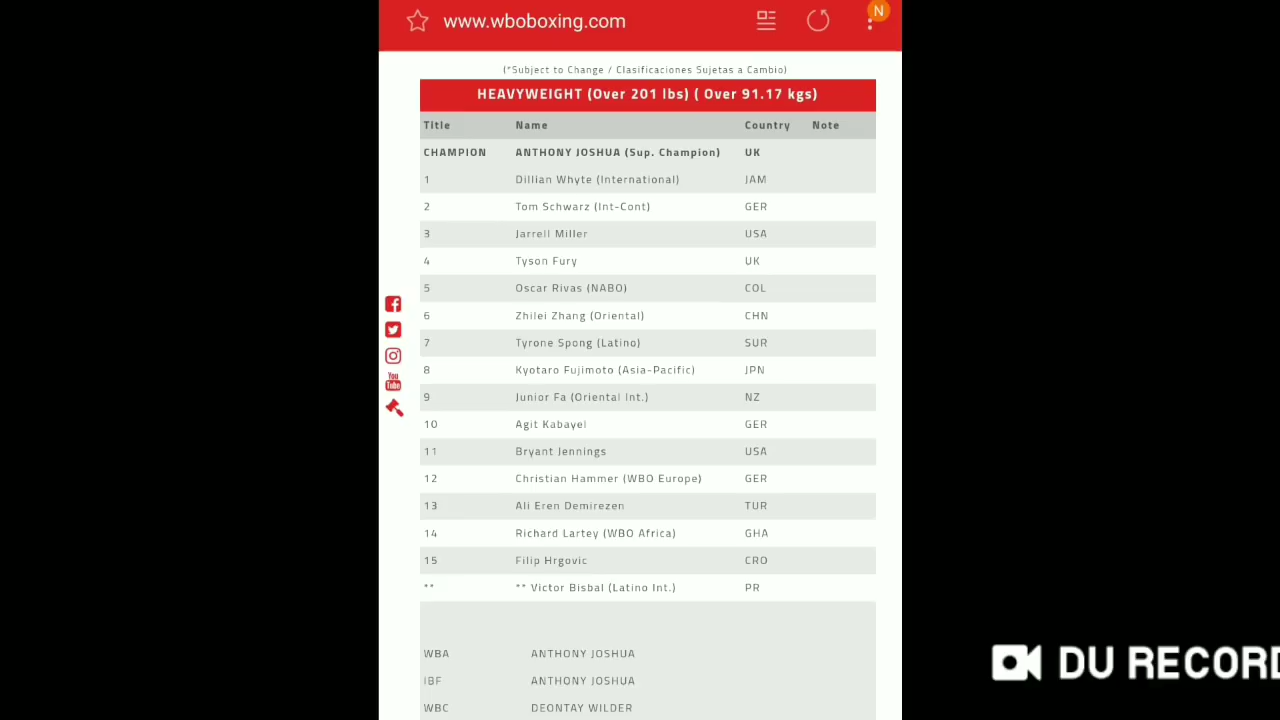 www.wboboxing.com
N
(*Subject to Change / Clasificaciones Sujetas a Cambio)
HEAVYWEIGHT (Over 201 lbs) ( Over 91.17 kgs)
Title Name Country Note
CHAMPION ANTHONY JOSHUA (Sup. Champion) UK
1 Dillian Whyte (International) JAM
2 Tom Schwarz (Int-Cont) GER
3 Jarrell Miller USA
4 Tyson Fury UK
5 Oscar Rivas (NABO) COL
6 Zhilei Zhang (Oriental) CHN
7 Tyrone Spong (Latino) SUR
8 Kyotaro Fujimoto (Asia-Pacific) JPN
9 Junior Fa (Oriental Int.) NZ
10 Agit Kabayel GER
11 Bryant Jennings USA
12 Christian Hammer (WBO Europe) GER
13 Ali Eren Demirezen TUR
14 Richard Lartey (WBO Africa) GHA
15 Filip Hrgovic CRO
** ** Victor Bisbal (Latino Int.) PR
WBA ANTHONY JOSHUA
IBF ANTHONY JOSHUA
WBC DEONTAY WILDER
You
Tube
DU RECORD